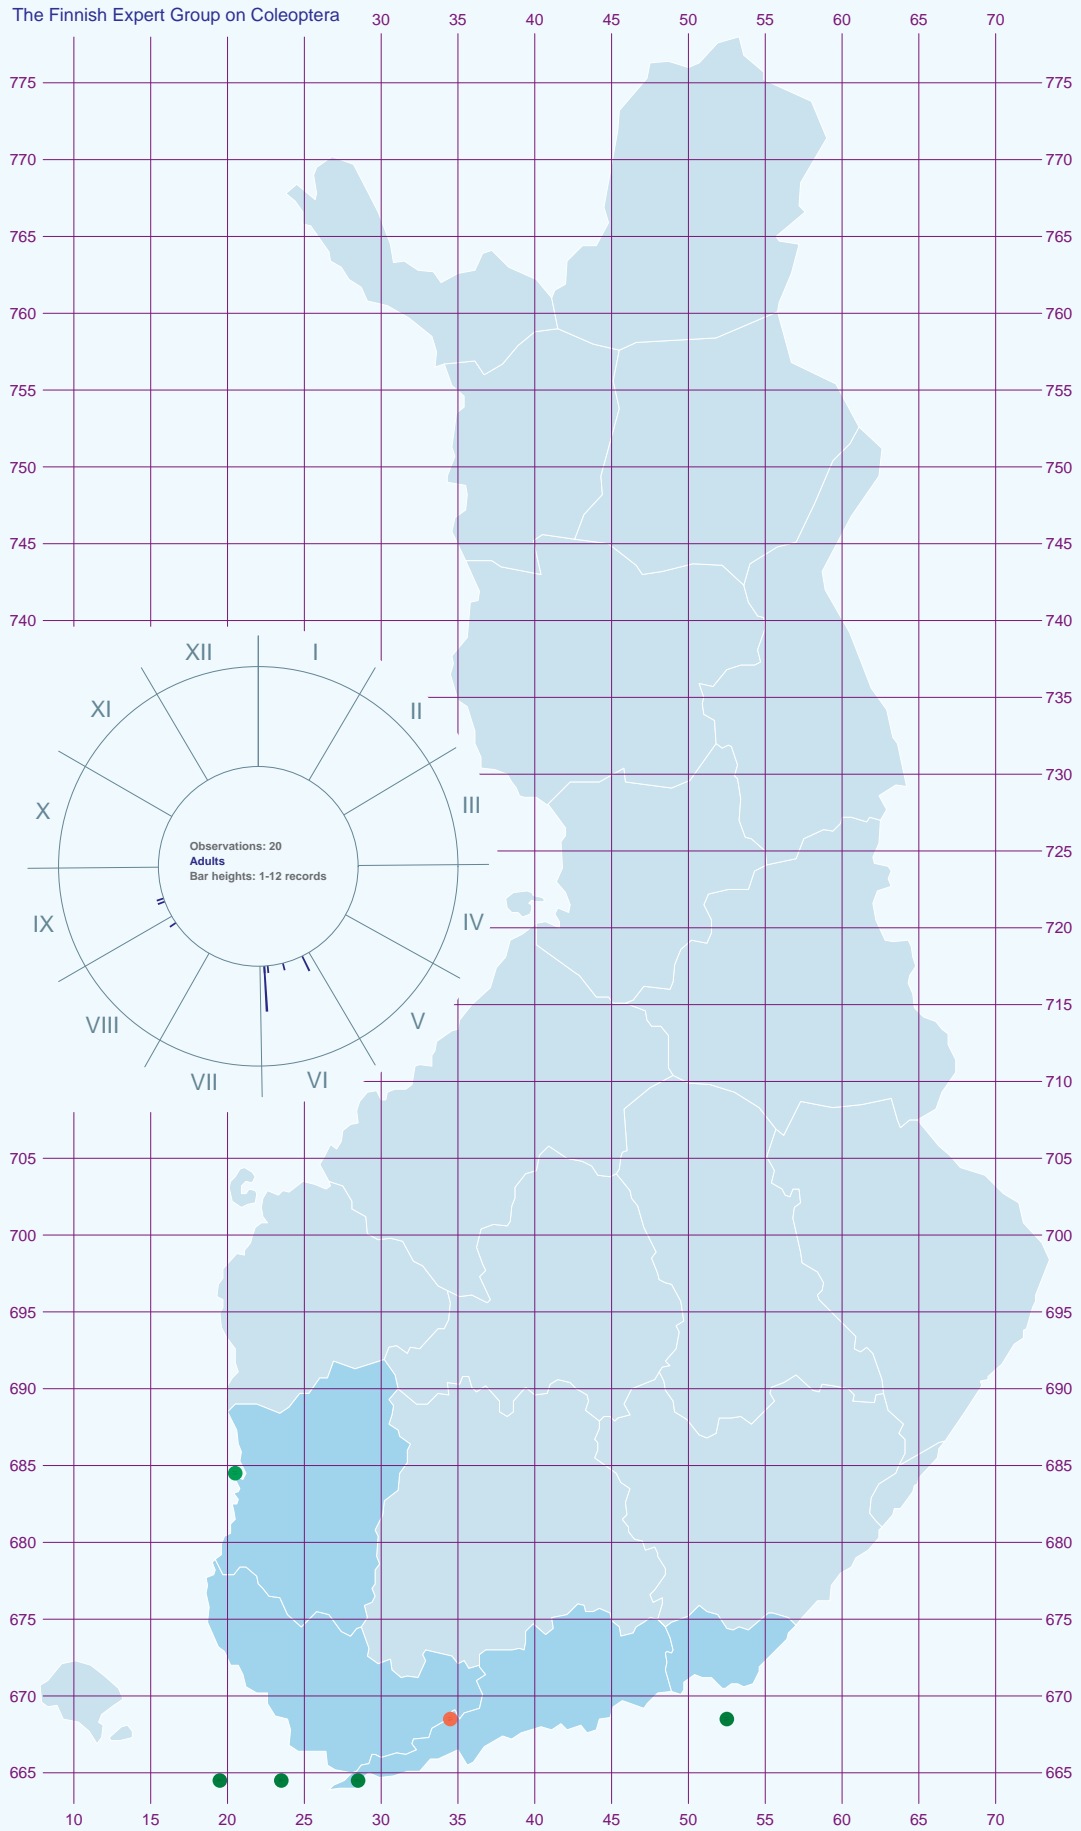 The Finnish Expert Group on Coleoptera 30 35 40 45 50 55 60 65 70
775 775
770 770
765 765
760 760
755 755
750 750
745 745
740 740
XII I
XI II
735
730
X III
Observations: 20
Adults
Bar heights: 1-12 records
725
IX IV
720
VIII V
715
VII VI
710
705 705
700 700
695 695
690 690
685 685
680 680
675 675
670 670
665 665
10 15 20 25 30 35 40 45 50 55 60 65 70